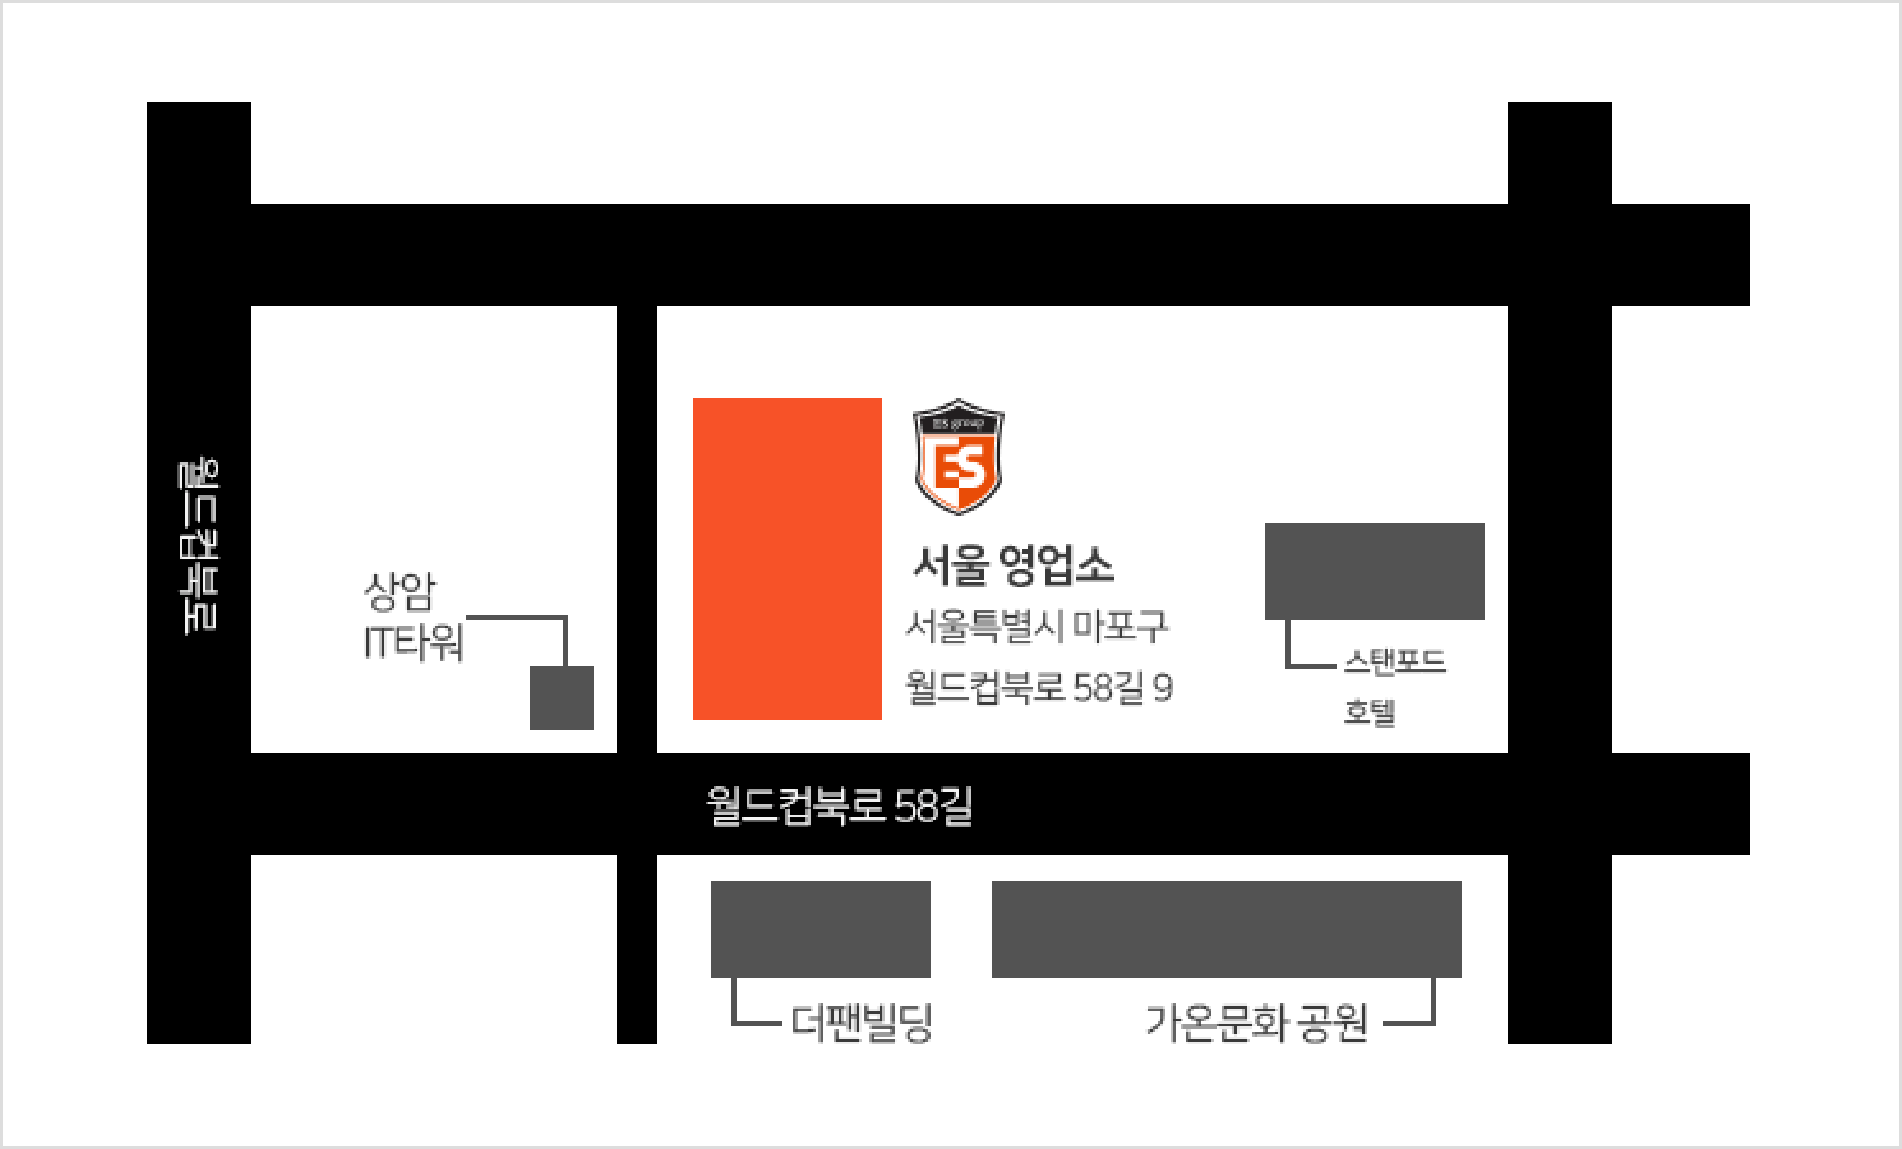 월드컵북로
상암
IT타워
ES group
ES
서울 영업소
서울특별시 마포구
월드컵북로 58길 9
스탠포드
호텔
월드컵북로 58길
더팬빌딩
가온문화 공원